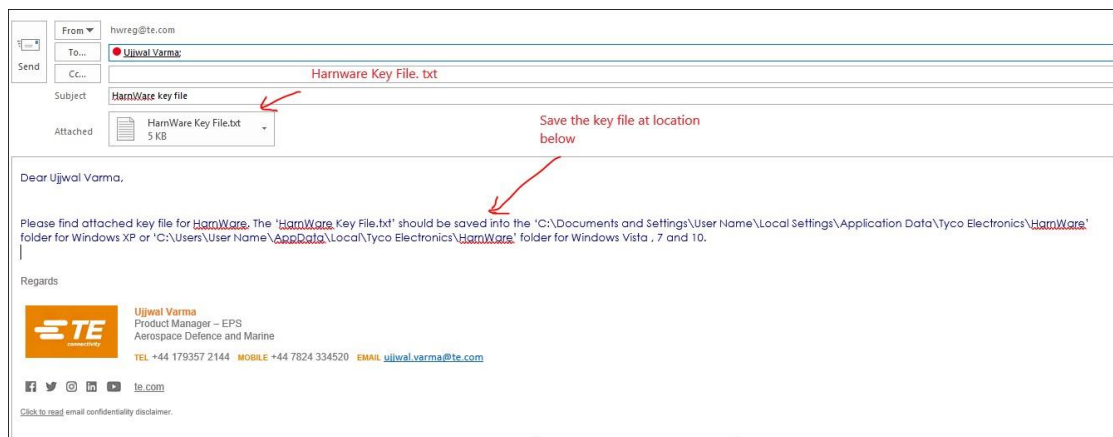 From
hwreg@te.com
Send
To...
Ujjwal Varma;
Cc...
Harnware Key File. txt
Subject
HarnWare key file
Attached
HarnWare Key File.txt
5 KB
Save the key file at location
below
Dear Ujjwal Varma,
Please find attached key file for HarnWare, The ‘HarnWare Key File.txt’ should be saved into the ‘C:\Documents and Settings\User Name\Local Settings\Application Data\Tyco Electronics\HarnWare’
folder for Windows XP or ‘C:\Users\User Name\AppData\Local\Tyco Electronics\HarnWare’ folder for Windows Vista , 7 and 10.
Regards
TE
connectivity
Ujjwal Varma
Product Manager – EPS
Aerospace Defence and Marine
TEL +44 179357 2144 MOBILE +44 7824 334520 EMAIL ujjwal.varma@te.com
te.com
Click to read email confidentiality disclaimer.